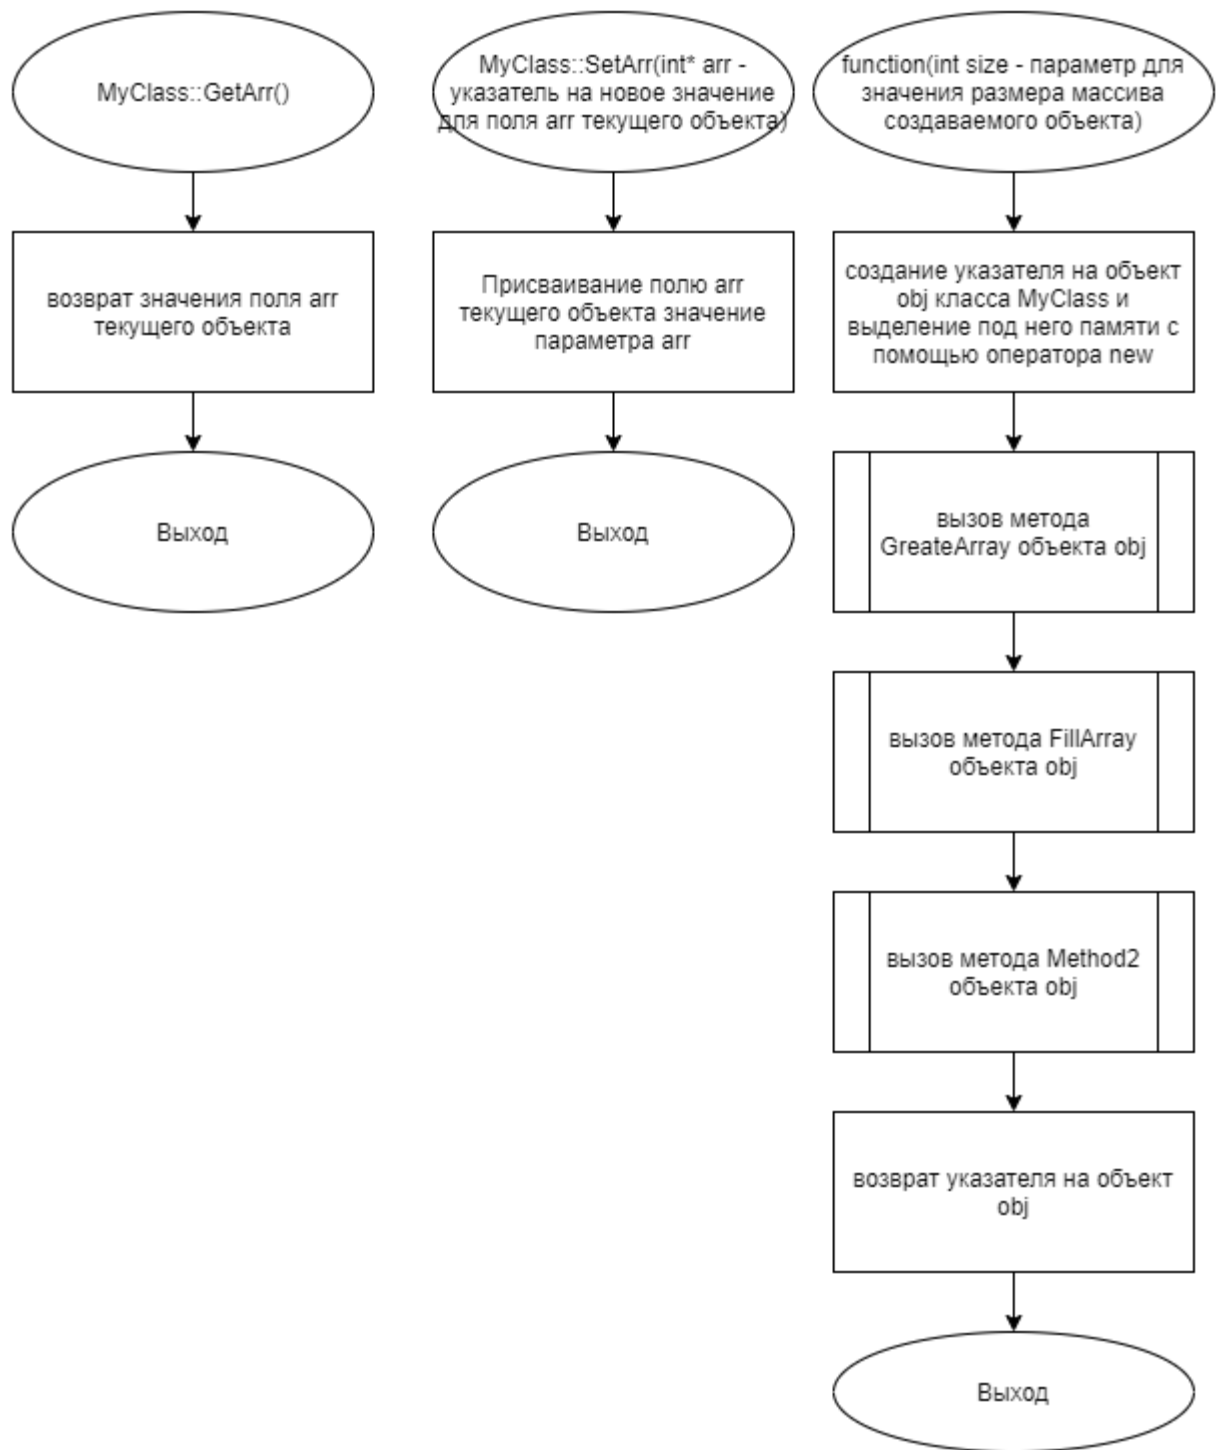 MyClass::GetArr()
возврат значения поля arr
текущего объекта
Выход
MyClass::SetArr(int* arr -
указатель на новое значение
для поля arr текущего объекта)
Присваивание полю arr
текущего объекта значение
параметра arr
Выход
function(int size - параметр для
значения размера массива
создаваемого объекта)
создание указателя на объект
obj класса MyClass и
выделение под него памяти с
помощью оператора new
вызов метода
GreateArray объекта obj
вызов метода FillArray
объекта obj
вызов метода Method2
объекта obj
возврат указателя на объект
obj
Выход